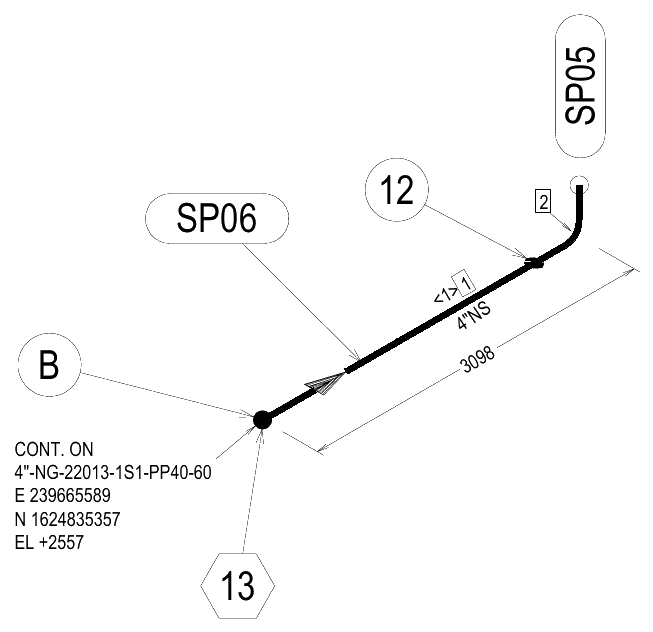 SP05
12
2
SP06
<1> 1
4"NS
3098
B
CONT. ON
4"-NG-22013-1S1-PP40-60
E 239665589
N 1624835357
EL +2557
13